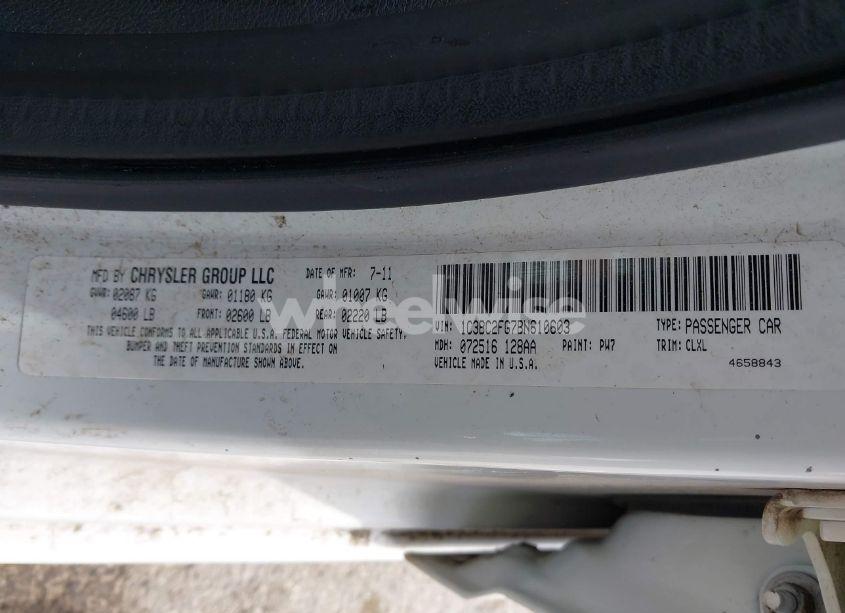 MFD BY CHRYSLER GROUP LLC DATE OF MFR: 7-11
GVWR: 02087 KG GAWR: 01180 KG GAWR: 01007 KG
04600 LB FRONT: 02600 LB REAR: 02220 LB
THIS VEHICLE CONFORMS TO ALL APPLICABLE U.S.A. FEDERAL MOTOR VEHICLE SAFETY,
BUMPER AND THEFT PREVENTION STANDARDS IN EFFECT ON
THE DATE OF MANUFACTURE SHOWN ABOVE.
VIN: 1C3BC2FG7BN610603 TYPE: PASSENGER CAR
MDH: 072516 128AA PAINT: PW7 TRIM: CLXL
VEHICLE MADE IN U.S.A. 4658843
wheelwise